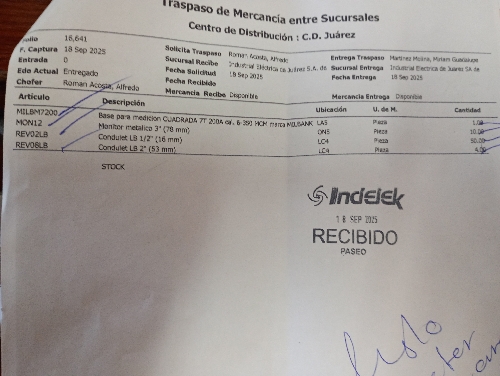 Traspaso de Mercancía entre Sucursales
Centro de Distribución : C.D. Juárez
Folio 16,641
F. Captura 18 Sep 2025 Solicita Traspaso Roman Acosta, Alfredo Entrega Traspaso Martinez Molina, Miriam Guadalupe
Entrada 0 Sucursal Recibe Industrial Electrica de Juárez S.A. de Sucursal Entrega Industrial Electrica de Juarez SA de
Edo Actual Entregado Fecha Solicitud 18 Sep 2025 Fecha Entrega 18 Sep 2025
Chofer Roman Acosta, Alfredo Fecha Recibido
Mercancia Recibe Disponible Mercancía Entrega Disponible
Artículo Descripción Ubicación U. de M. Cantidad
MILBM7200 Base para medicion CUADRADA 7T 200A cal. 6-350 MCM marca MILBANK LA5 Pieza 1.00
MON12 Monitor metalico 3" (78 mm) ON5 Pieza 10.00
REV02LB Condulet LB 1/2" (16 mm) LC4 Pieza 50.00
REV08LB Condulet LB 2" (53 mm) LC4 Pieza 4.00
STOCK
Indelek
18 SEP 2025
RECIBIDO
PASEO